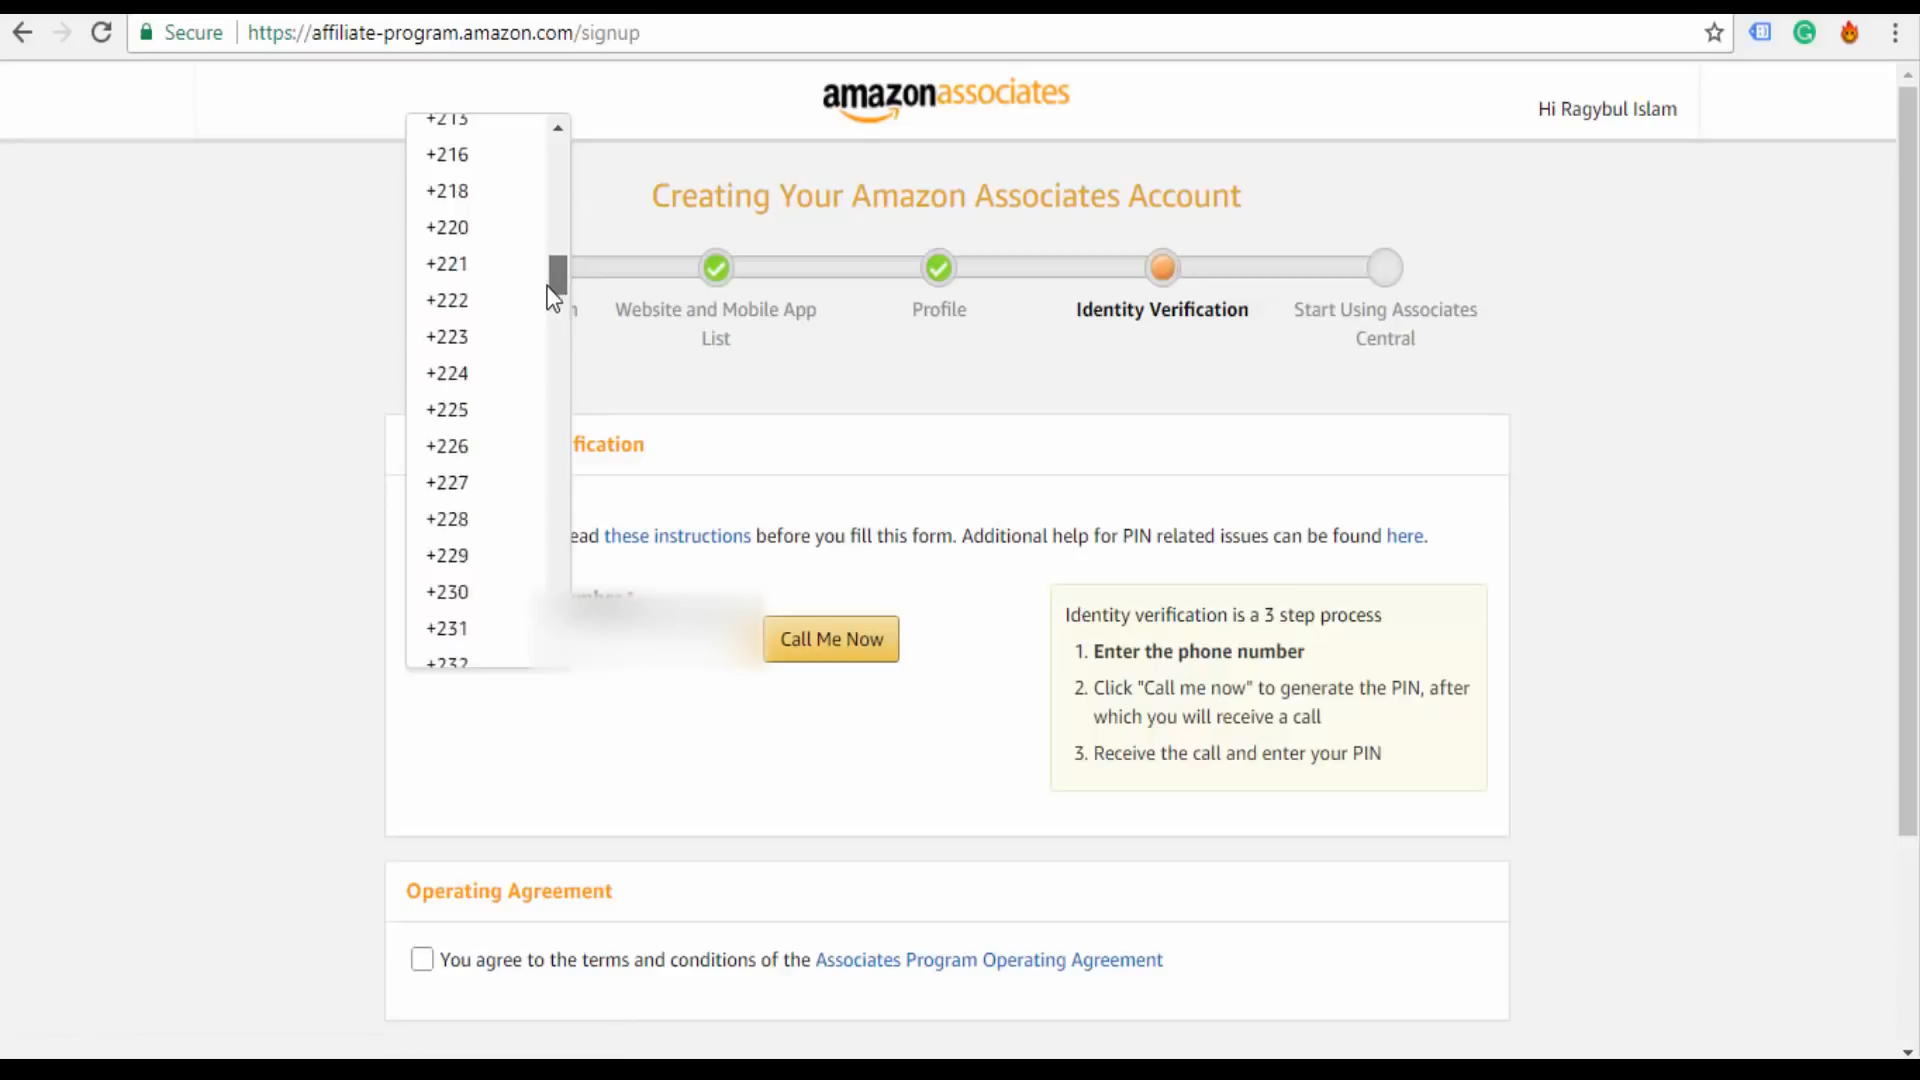 Secure
https://affiliate-program.amazon.com/signup
amazonassociates
Hi Ragybul Islam
Creating Your Amazon Associates Account
Website and Mobile App
List
Profile
Identity Verification
Start Using Associates
Central
+213
+216
+218
+220
+221
+222
+223
+224
+225
+226
+227
+228
+229
+230
+231
+232
fication
ead these instructions before you fill this form. Additional help for PIN related issues can be found here.
Call Me Now
Identity verification is a 3 step process
1. Enter the phone number
2. Click "Call me now" to generate the PIN, after
which you will receive a call
3. Receive the call and enter your PIN
Operating Agreement
You agree to the terms and conditions of the Associates Program Operating Agreement